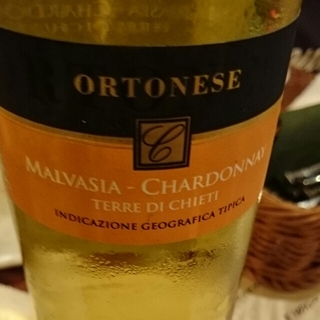 ORTONESE
C
MALVASIA - CHARDONNAY
TERRE DI CHIETI
INDICAZIONE GEOGRAFICA TIPICA